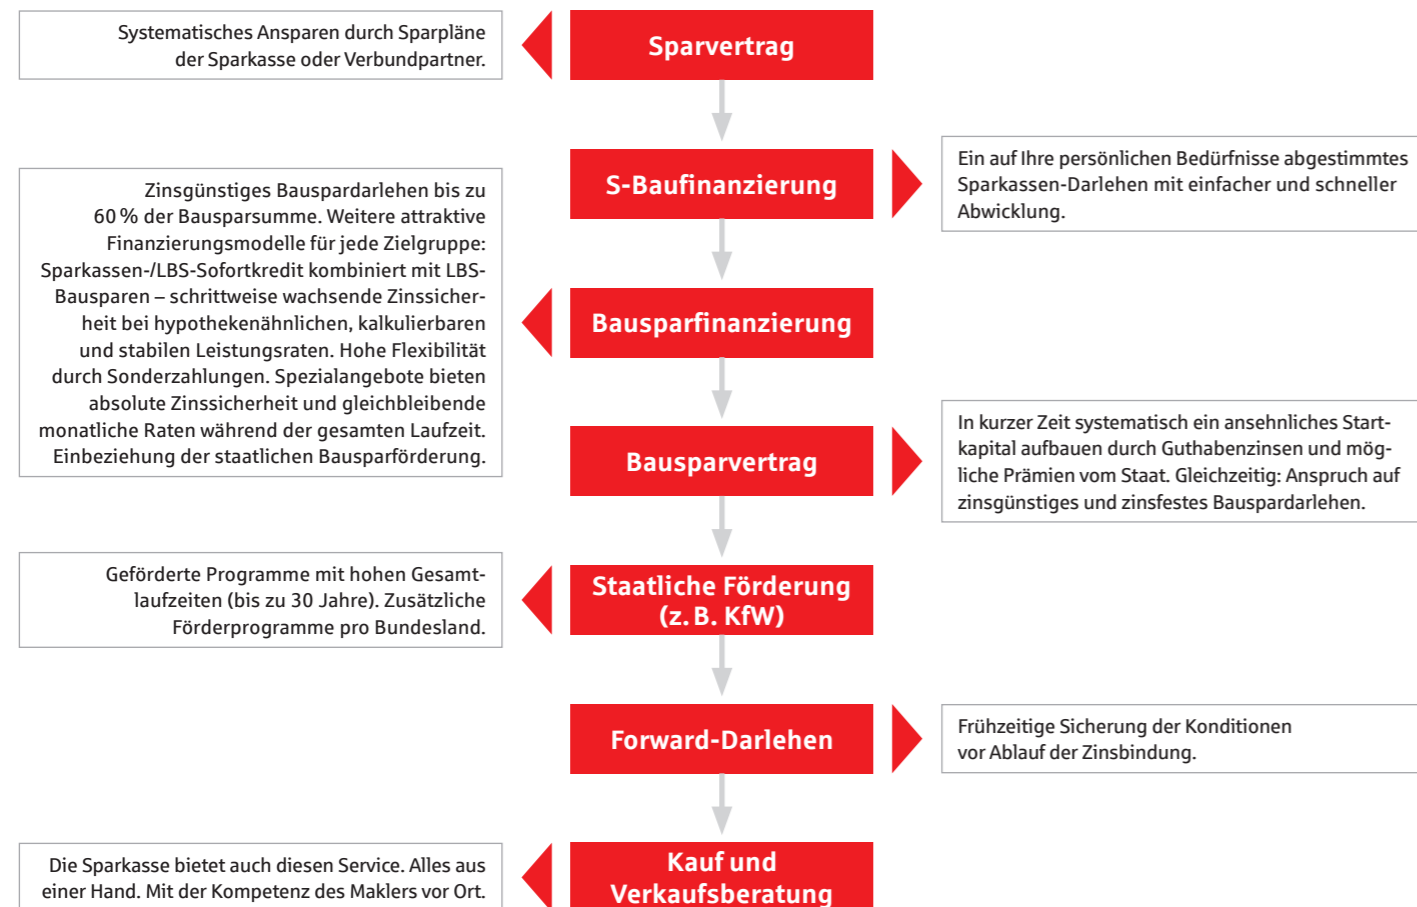 Systematisches Ansparen durch Sparpläne
der Sparkasse oder Verbundpartner.
Sparvertrag
S-Baufinanzierung
Ein auf Ihre persönlichen Bedürfnisse abgestimmtes
Sparkassen-Darlehen mit einfacher und schneller
Abwicklung.
Zinsgünstiges Bauspardarlehen bis zu
60 % der Bausparsumme. Weitere attraktive
Finanzierungsmodelle für jede Zielgruppe:
Sparkassen-/LBS-Sofortkredit kombiniert mit LBS-
Bausparen – schrittweise wachsende Zinssicher-
heit bei hypothekenähnlichen, kalkulierbaren
und stabilen Leistungsraten. Hohe Flexibilität
durch Sonderzahlungen. Spezialangebote bieten
absolute Zinssicherheit und gleichbleibende
monatliche Raten während der gesamten Laufzeit.
Einbeziehung der staatlichen Bausparförderung.
Bausparfinanzierung
Bausparvertrag
In kurzer Zeit systematisch ein ansehnliches Start-
kapital aufbauen durch Guthabenzinsen und mög-
liche Prämien vom Staat. Gleichzeitig: Anspruch auf
zinsgünstiges und zinsfestes Bauspardarlehen.
Geförderte Programme mit hohen Gesamt-
laufzeiten (bis zu 30 Jahre). Zusätzliche
Förderprogramme pro Bundesland.
Staatliche Förderung
(z. B. KfW)
Forward-Darlehen
Frühzeitige Sicherung der Konditionen
vor Ablauf der Zinsbindung.
Die Sparkasse bietet auch diesen Service. Alles aus
einer Hand. Mit der Kompetenz des Maklers vor Ort.
Kauf und
Verkaufsberatung